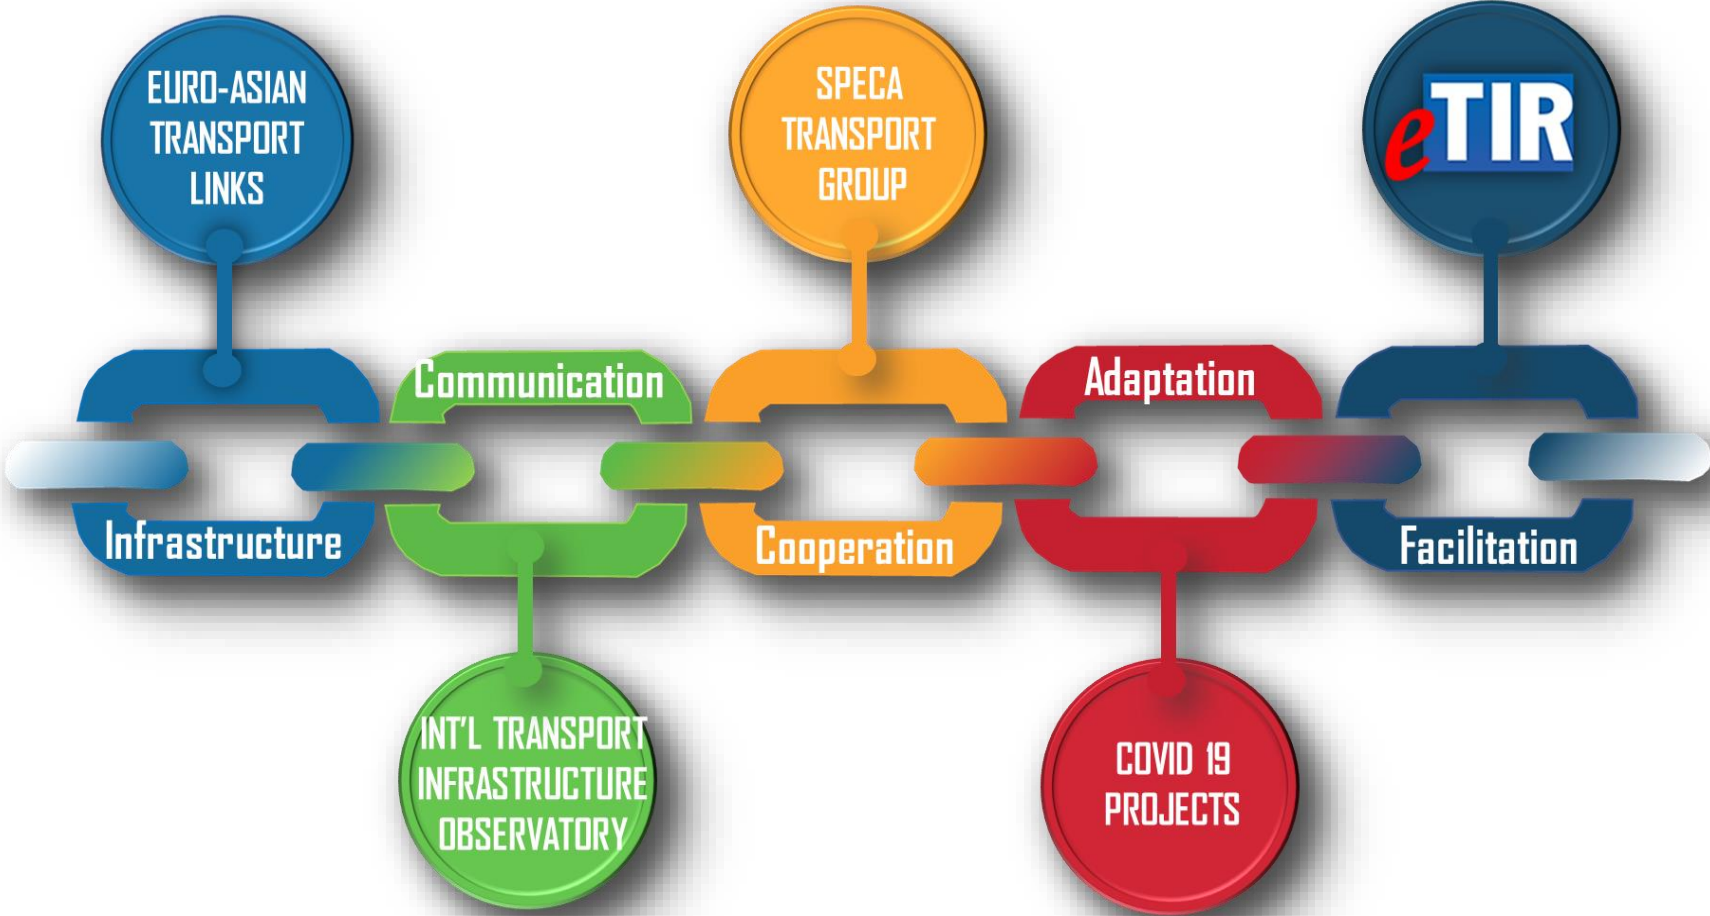 EURO-ASIAN
TRANSPORT
LINKS
SPECA
TRANSPORT
GROUP
eTIR
Communication
Adaptation
Infrastructure
Cooperation
Facilitation
INT'L TRANSPORT
INFRASTRUCTURE
OBSERVATORY
COVID 19
PROJECTS